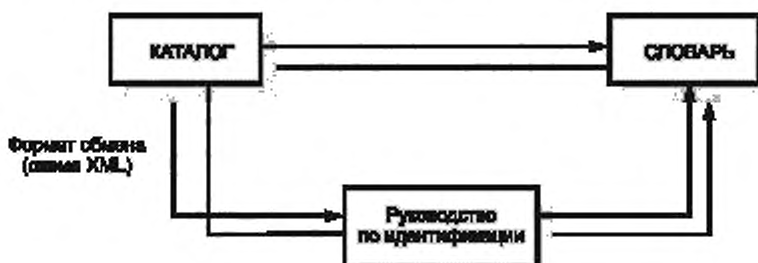 КАТАЛОГ
СЛОВАРЬ
Формат обмена
(схема XML)
Руководство
по идентификации